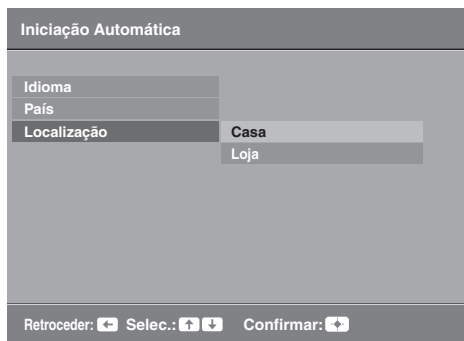 Iniciação Automática
Idioma
País
Localização
Casa
Loja
Retroceder: Selec.: Confirmar: